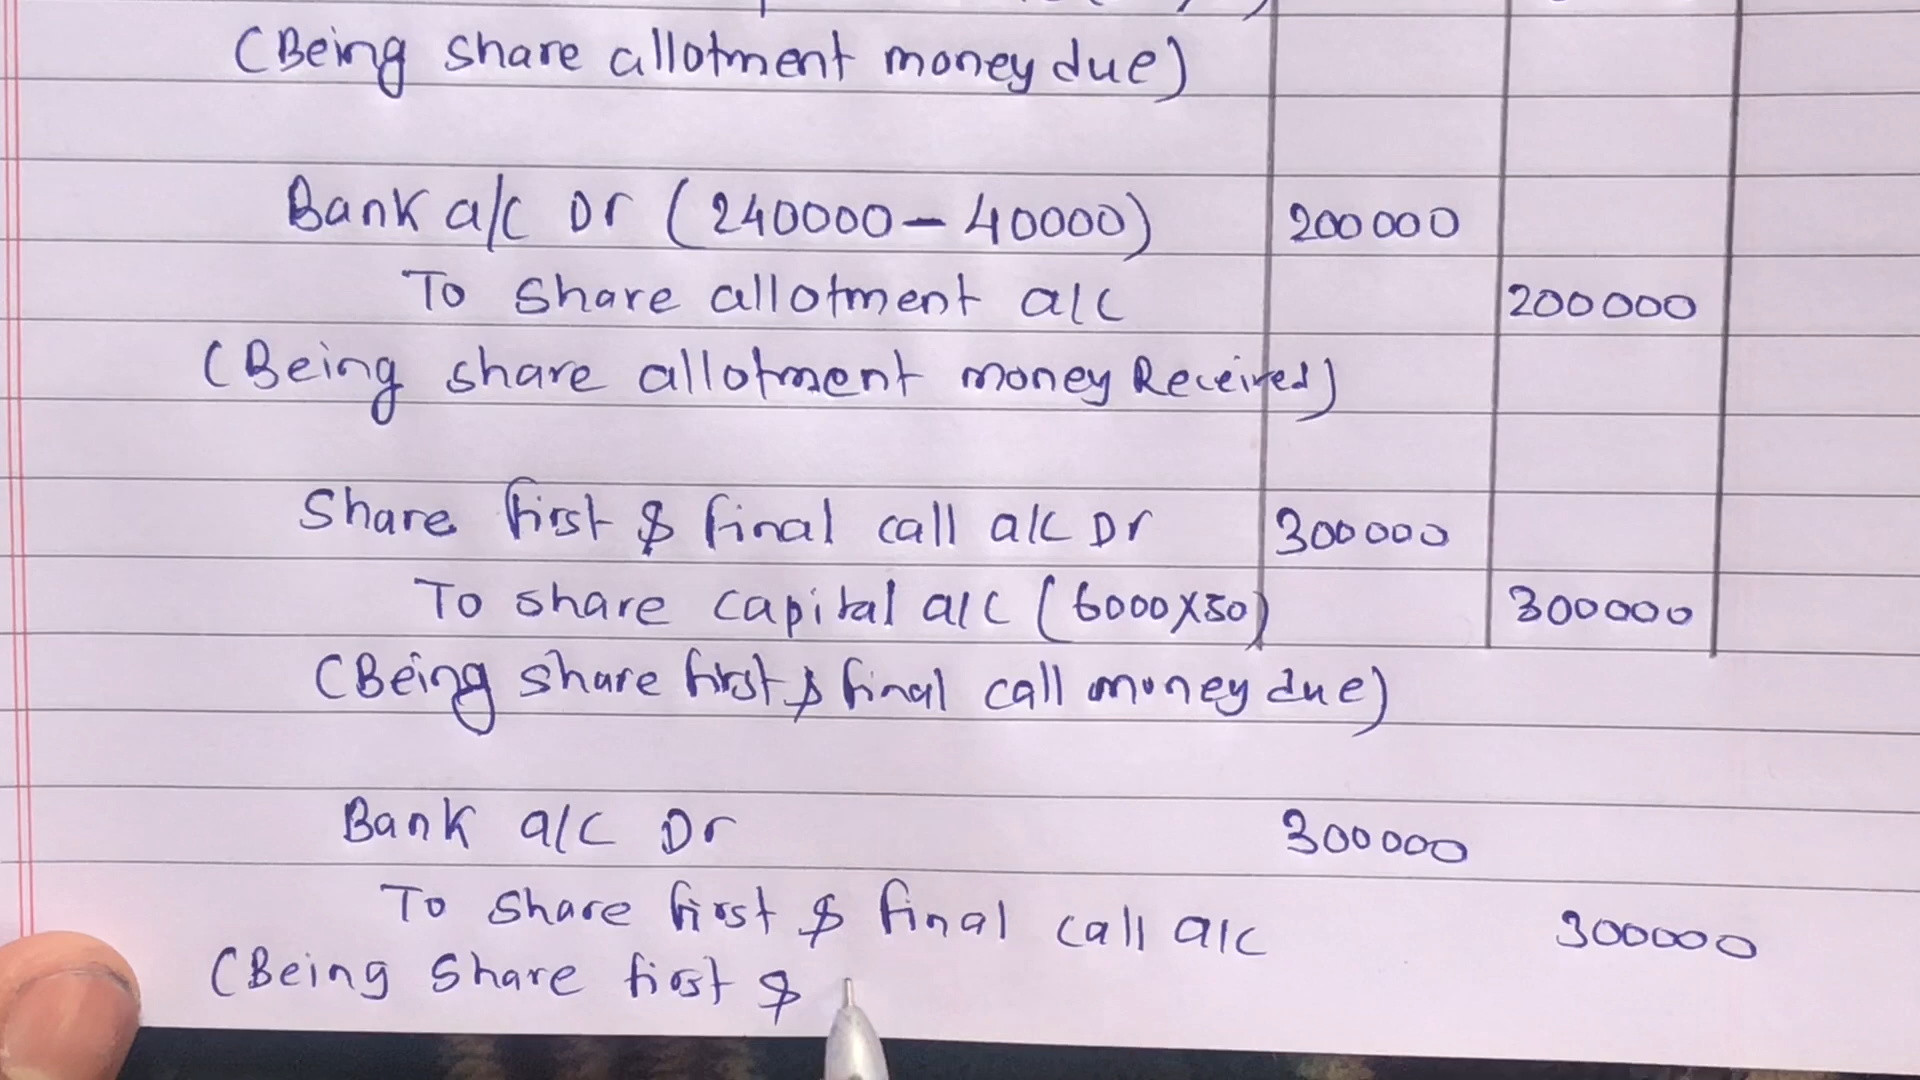 (Being share allotment money due)
Bank a/c Dr (240000-40000) 200000
To share allotment a/c 200000
(Being share allotment money Received)
Share first & final call a/c Dr 300000
To share capital a/c (6000X50) 300000
(Being share first & final call money due)
Bank a/c Dr 300000
To share first & final call a/c 300000
(Being Share first &